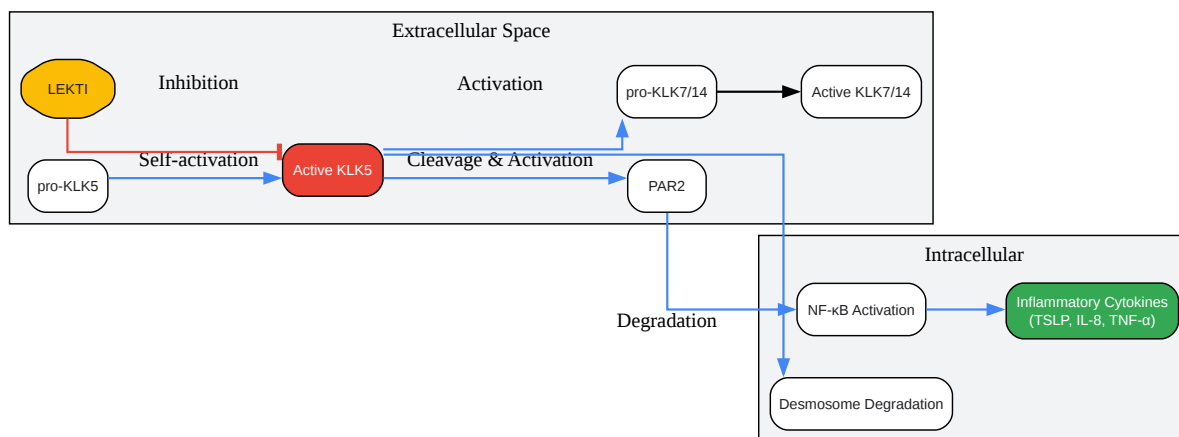 Extracellular Space
LEKTI
Inhibition
Activation
pro-KLK7/14
Active KLK7/14
Self-activation
Cleavage & Activation
pro-KLK5
Active KLK5
PAR2
Intracellular
Degradation
NF-κB Activation
Inflammatory Cytokines
(TSLP, IL-8, TNF-α)
Desmosome Degradation